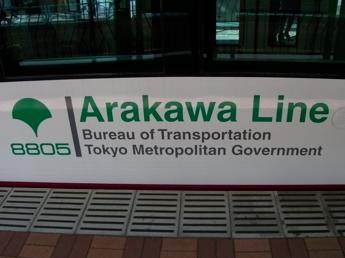 Arakawa Line
Bureau of Transportation
8805
Tokyo Metropolitan Government